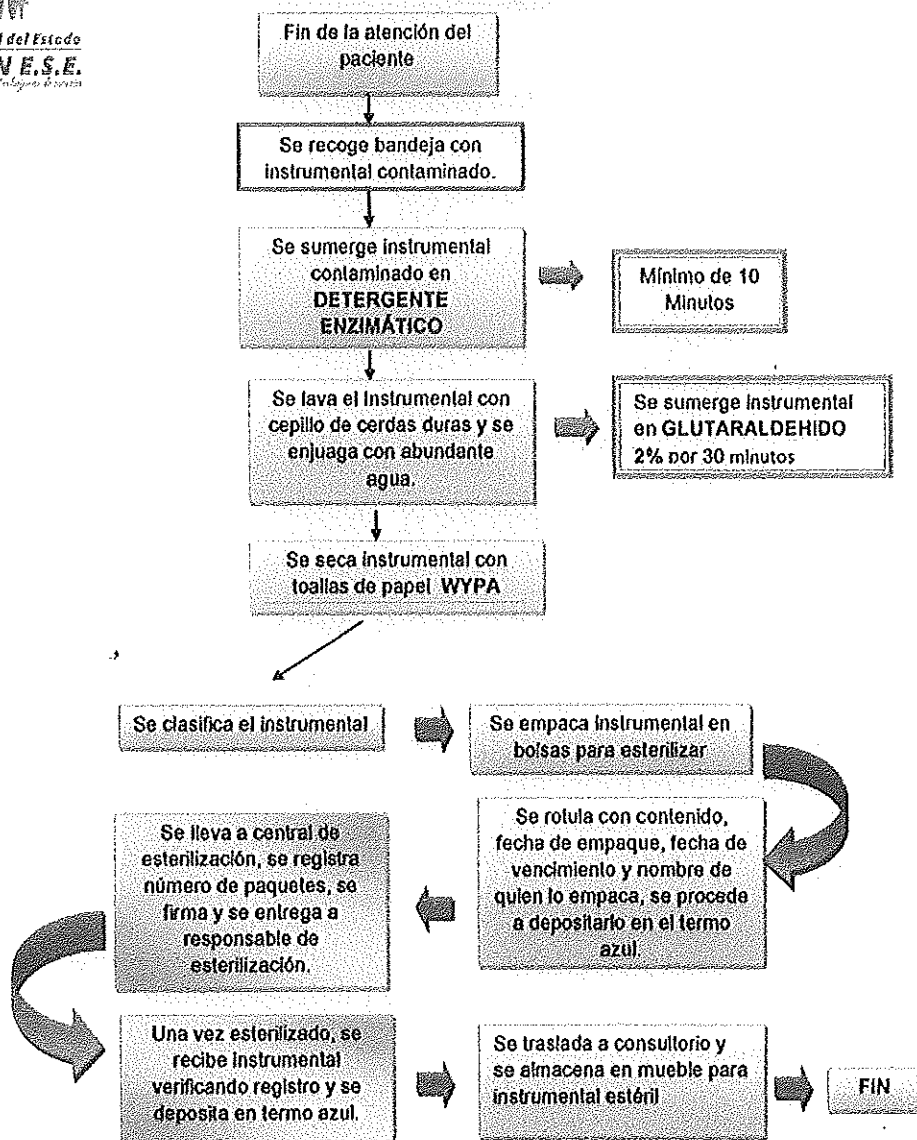 del Estado
E.S.E.
Fin de la atención del
paciente
Se recoge bandeja con
instrumental contaminado.
Se sumerge instrumental
contaminado en
DETERGENTE
ENZIMÁTICO
Mínimo de 10
Minutos
Se lava el instrumental con
cepillo de cerdas duras y se
enjuaga con abundante
agua.
Se sumerge instrumental
en GLUTARALDEHIDO
2% por 30 minutos
Se seca instrumental con
toallas de papel WYPA
Se clasifica el instrumental
Se empaca instrumental en
bolsas para esterilizar
Se rotula con contenido,
fecha de empaque, fecha de
vencimiento y nombre de
quien lo empaca, se procede
a depositarlo en el termo
azul.
Se lleva a central de
esterilización, se registra
número de paquetes, se
firma y se entrega a
responsable de
esterilización.
Una vez esterilizado, se
recibe instrumental
verificando registro y se
deposita en termo azul.
Se traslada a consultorio y
se almacena en mueble para
instrumental estéril
FIN